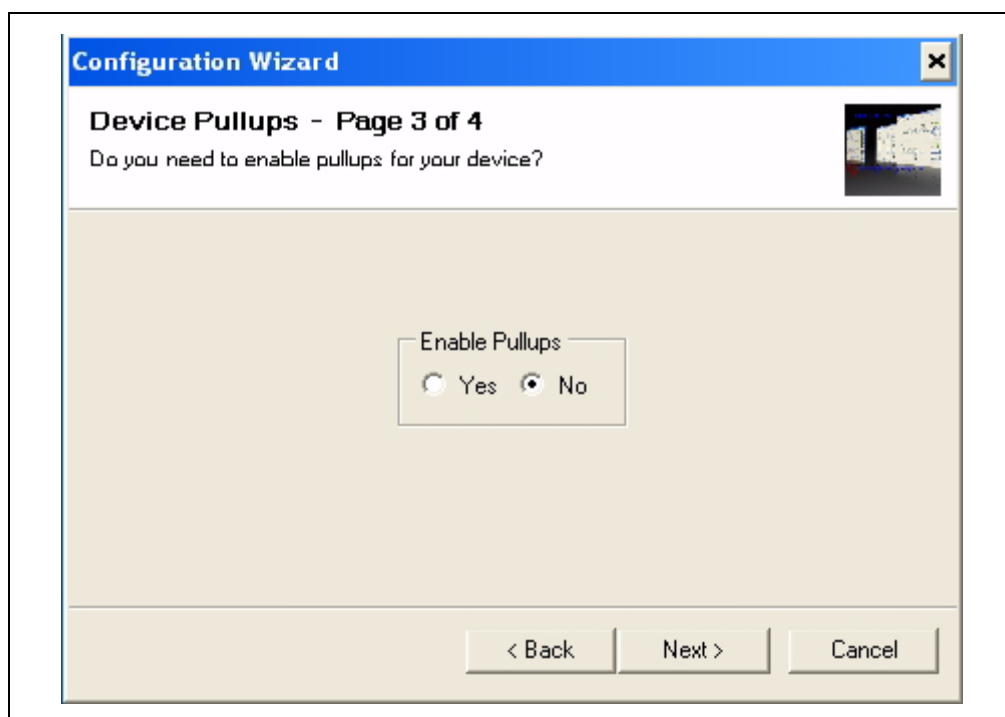 Configuration Wizard
Device Pullups - Page 3 of 4
Do you need to enable pullups for your device?
Enable Pullups
Yes No
< Back Next > Cancel